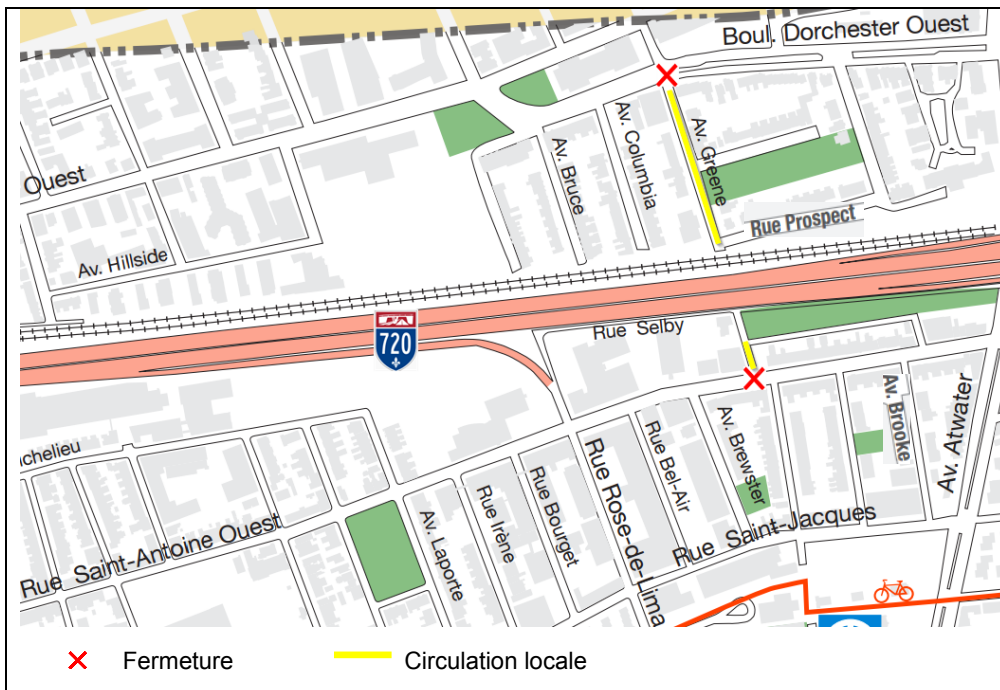 Boul. Dorchester Ouest
Av. Greene
Av. Columbia
Av. Bruce
Ouest
Rue Prospect
Av. Hillside
Rue Selby
720
Av. Brooke
Av. Atwater
Av. Brewster
chelieu
Rue Bel-Air
Rue Rose-de-Lima
Rue Bourget
Rue Irène
Av. Laporte
Rue Saint-Jacques
Rue Saint-Antoine Ouest
Fermeture
Circulation locale